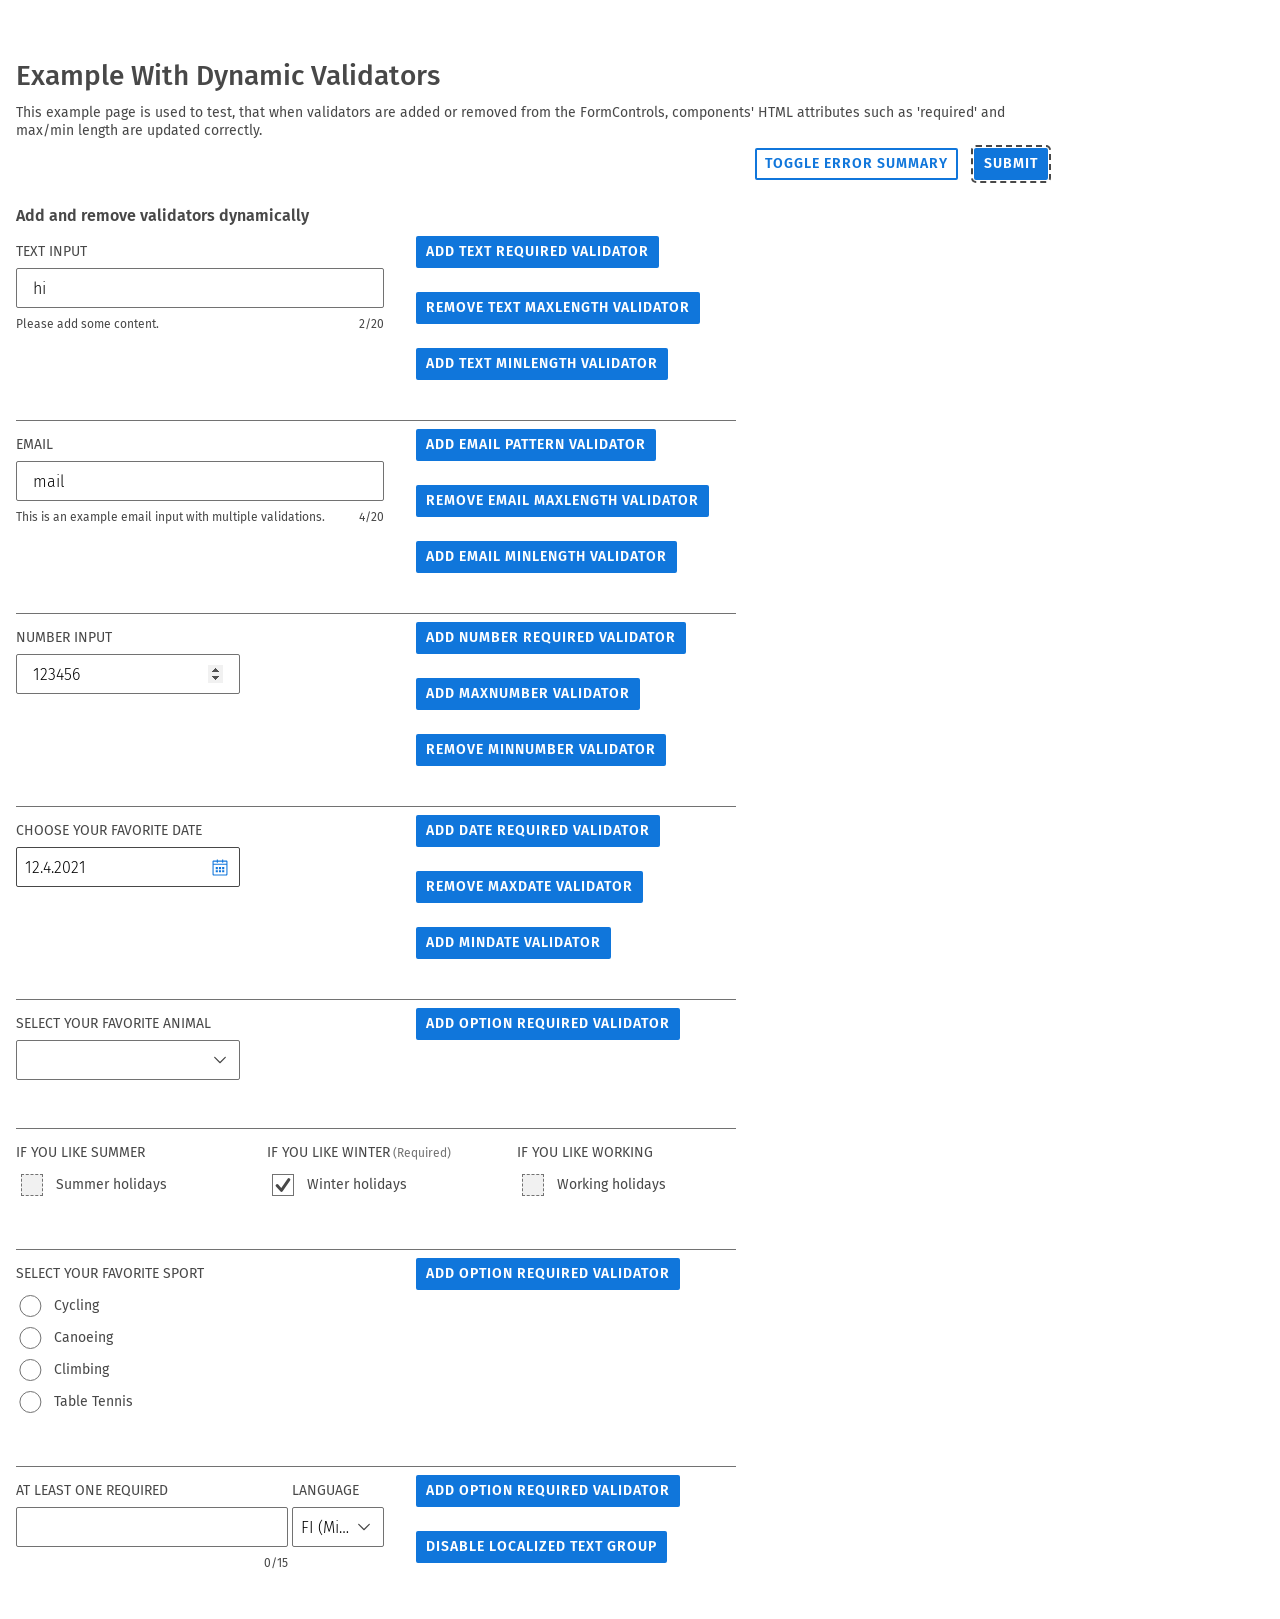 Example With Dynamic Validators
This example page is used to test, that when validators are added or removed from the FormControls, components' HTML attributes such as 'required' and
max/min length are updated correctly.
TOGGLE ERROR SUMMARY
SUBMIT
Add and remove validators dynamically
TEXT INPUT
hi
Please add some content.
2/20
ADD TEXT REQUIRED VALIDATOR
REMOVE TEXT MAXLENGTH VALIDATOR
ADD TEXT MINLENGTH VALIDATOR
EMAIL
mail
This is an example email input with multiple validations.
4/20
ADD EMAIL PATTERN VALIDATOR
REMOVE EMAIL MAXLENGTH VALIDATOR
ADD EMAIL MINLENGTH VALIDATOR
NUMBER INPUT
123456
ADD NUMBER REQUIRED VALIDATOR
ADD MAXNUMBER VALIDATOR
REMOVE MINNUMBER VALIDATOR
CHOOSE YOUR FAVORITE DATE
12.4.2021
ADD DATE REQUIRED VALIDATOR
REMOVE MAXDATE VALIDATOR
ADD MINDATE VALIDATOR
SELECT YOUR FAVORITE ANIMAL
ADD OPTION REQUIRED VALIDATOR
IF YOU LIKE SUMMER
Summer holidays
IF YOU LIKE WINTER (Required)
Winter holidays
IF YOU LIKE WORKING
Working holidays
SELECT YOUR FAVORITE SPORT
Cycling
Canoeing
Climbing
Table Tennis
ADD OPTION REQUIRED VALIDATOR
AT LEAST ONE REQUIRED
0/15
LANGUAGE
FI (Mi...
ADD OPTION REQUIRED VALIDATOR
DISABLE LOCALIZED TEXT GROUP